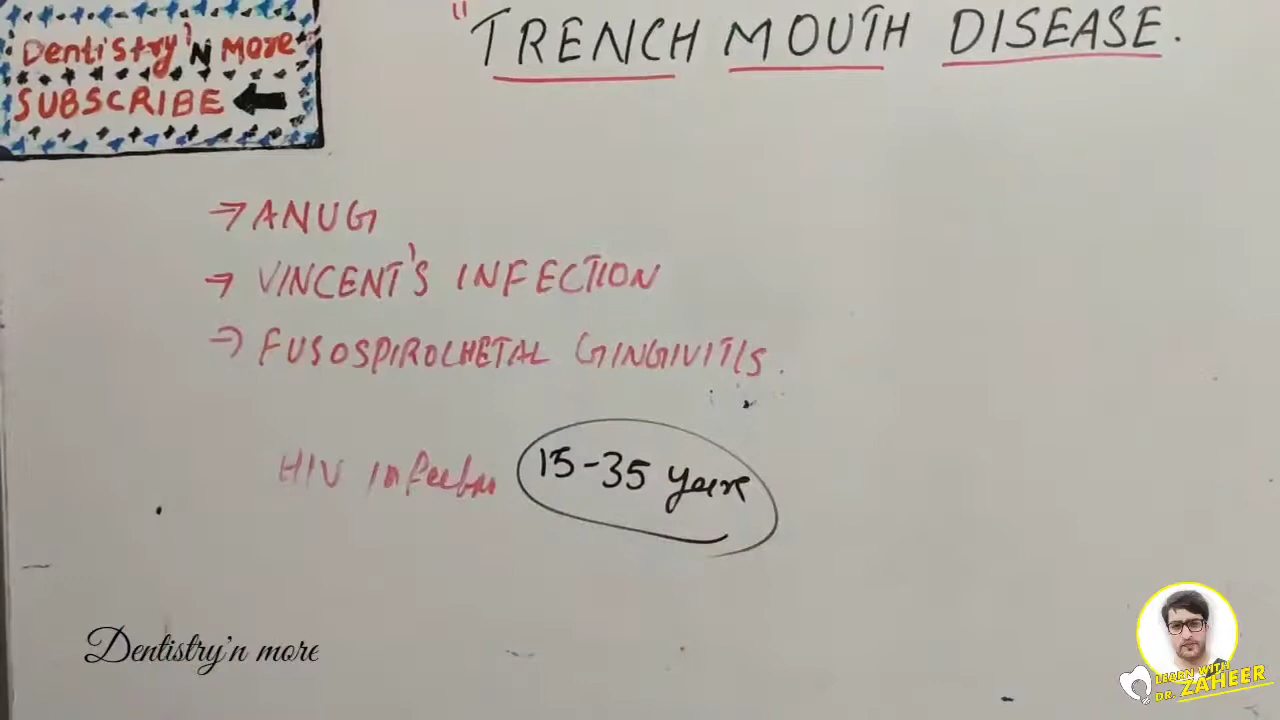 Dentistry'N More
SUBSCRIBE
"TRENCH MOUTH DISEASE.
→ ANUG
→ VINCENT'S INFECTION
→ FUSOSPIROCHETAL GINGIVITIS.
HIV infection 15-35 years
Dentistry'n more
LEARN WITH
DR. ZAHEER